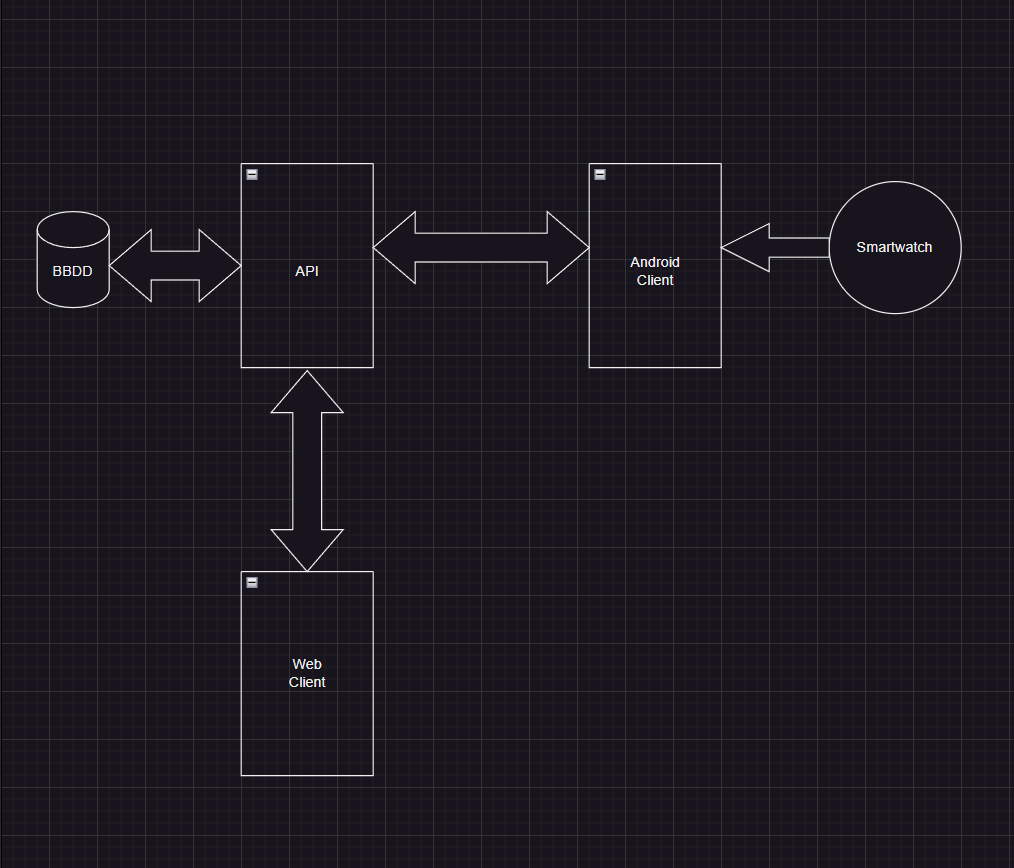 BBDD
API
Android
Client
Smartwatch
Web
Client